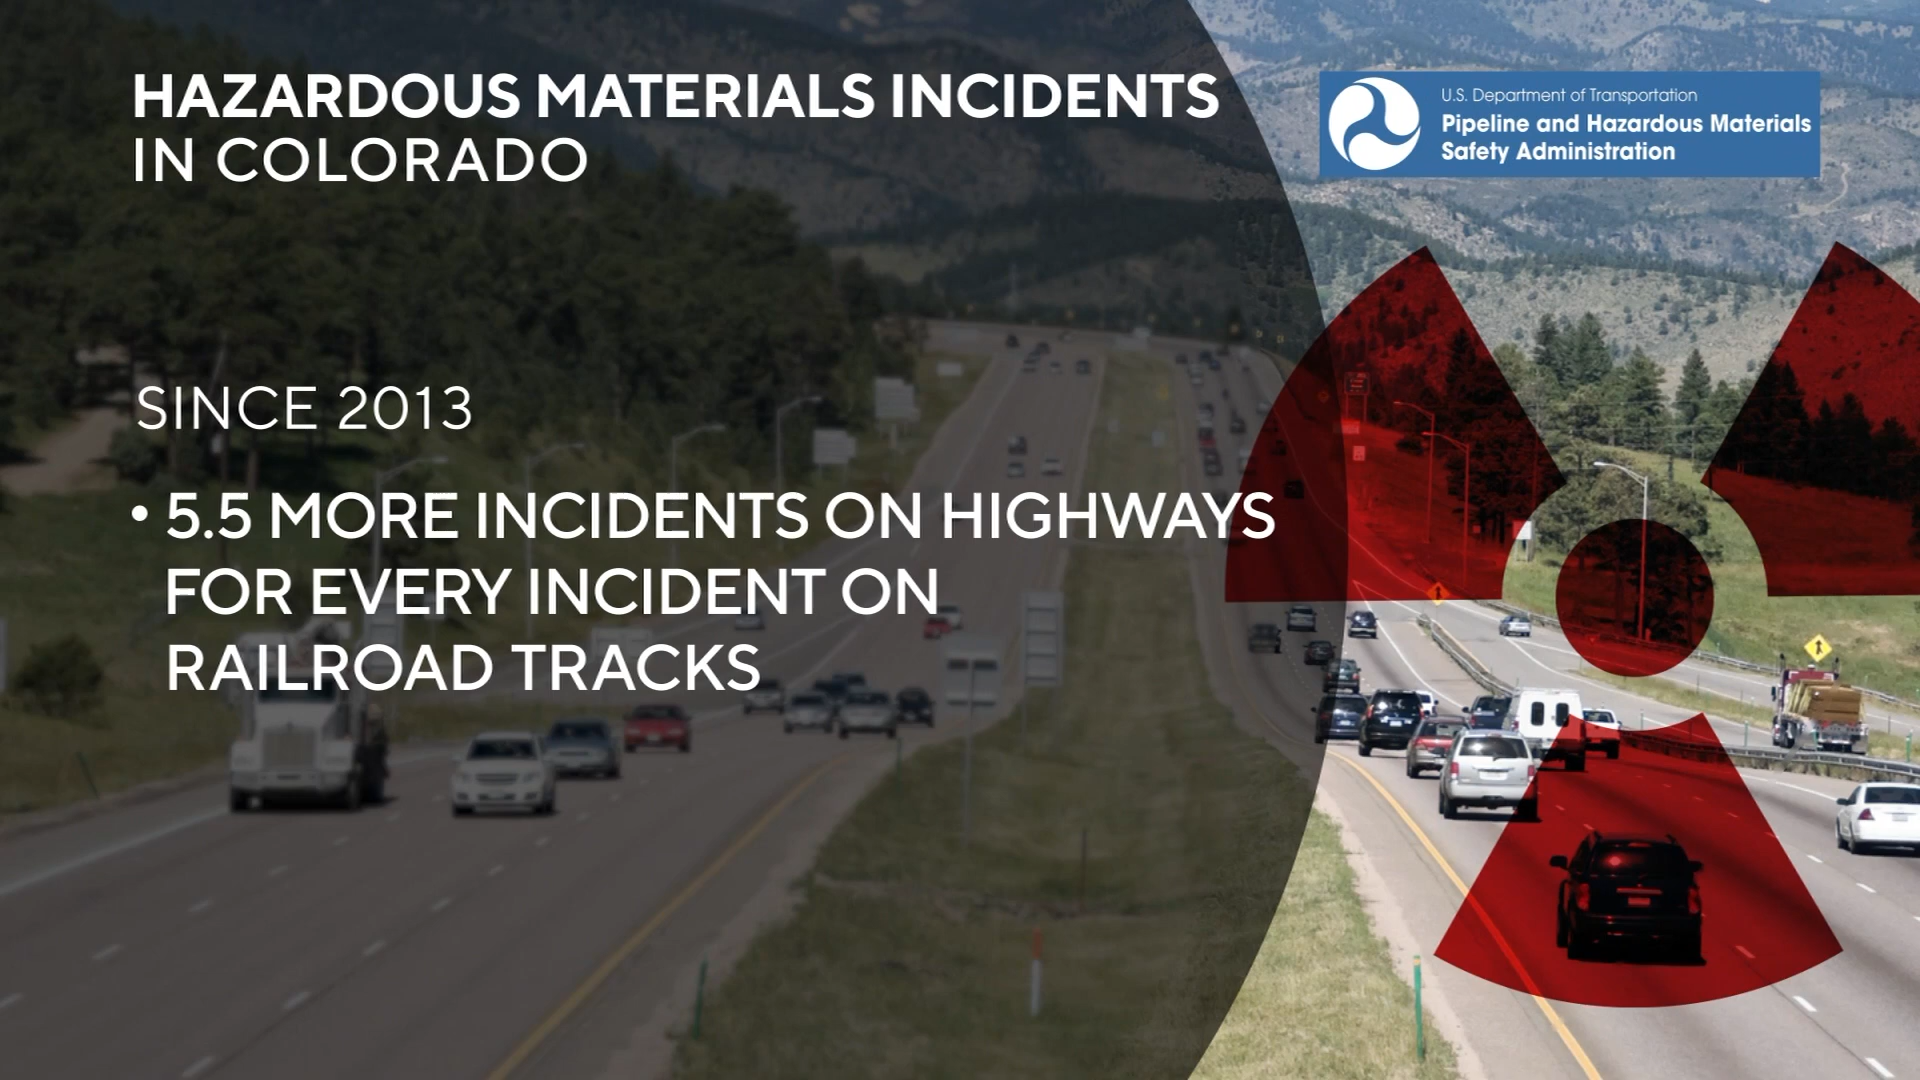 HAZARDOUS MATERIALS INCIDENTS
IN COLORADO
U.S. Department of Transportation
Pipeline and Hazardous Materials
Safety Administration
SINCE 2013
• 5.5 MORE INCIDENTS ON HIGHWAYS
FOR EVERY INCIDENT ON
RAILROAD TRACKS